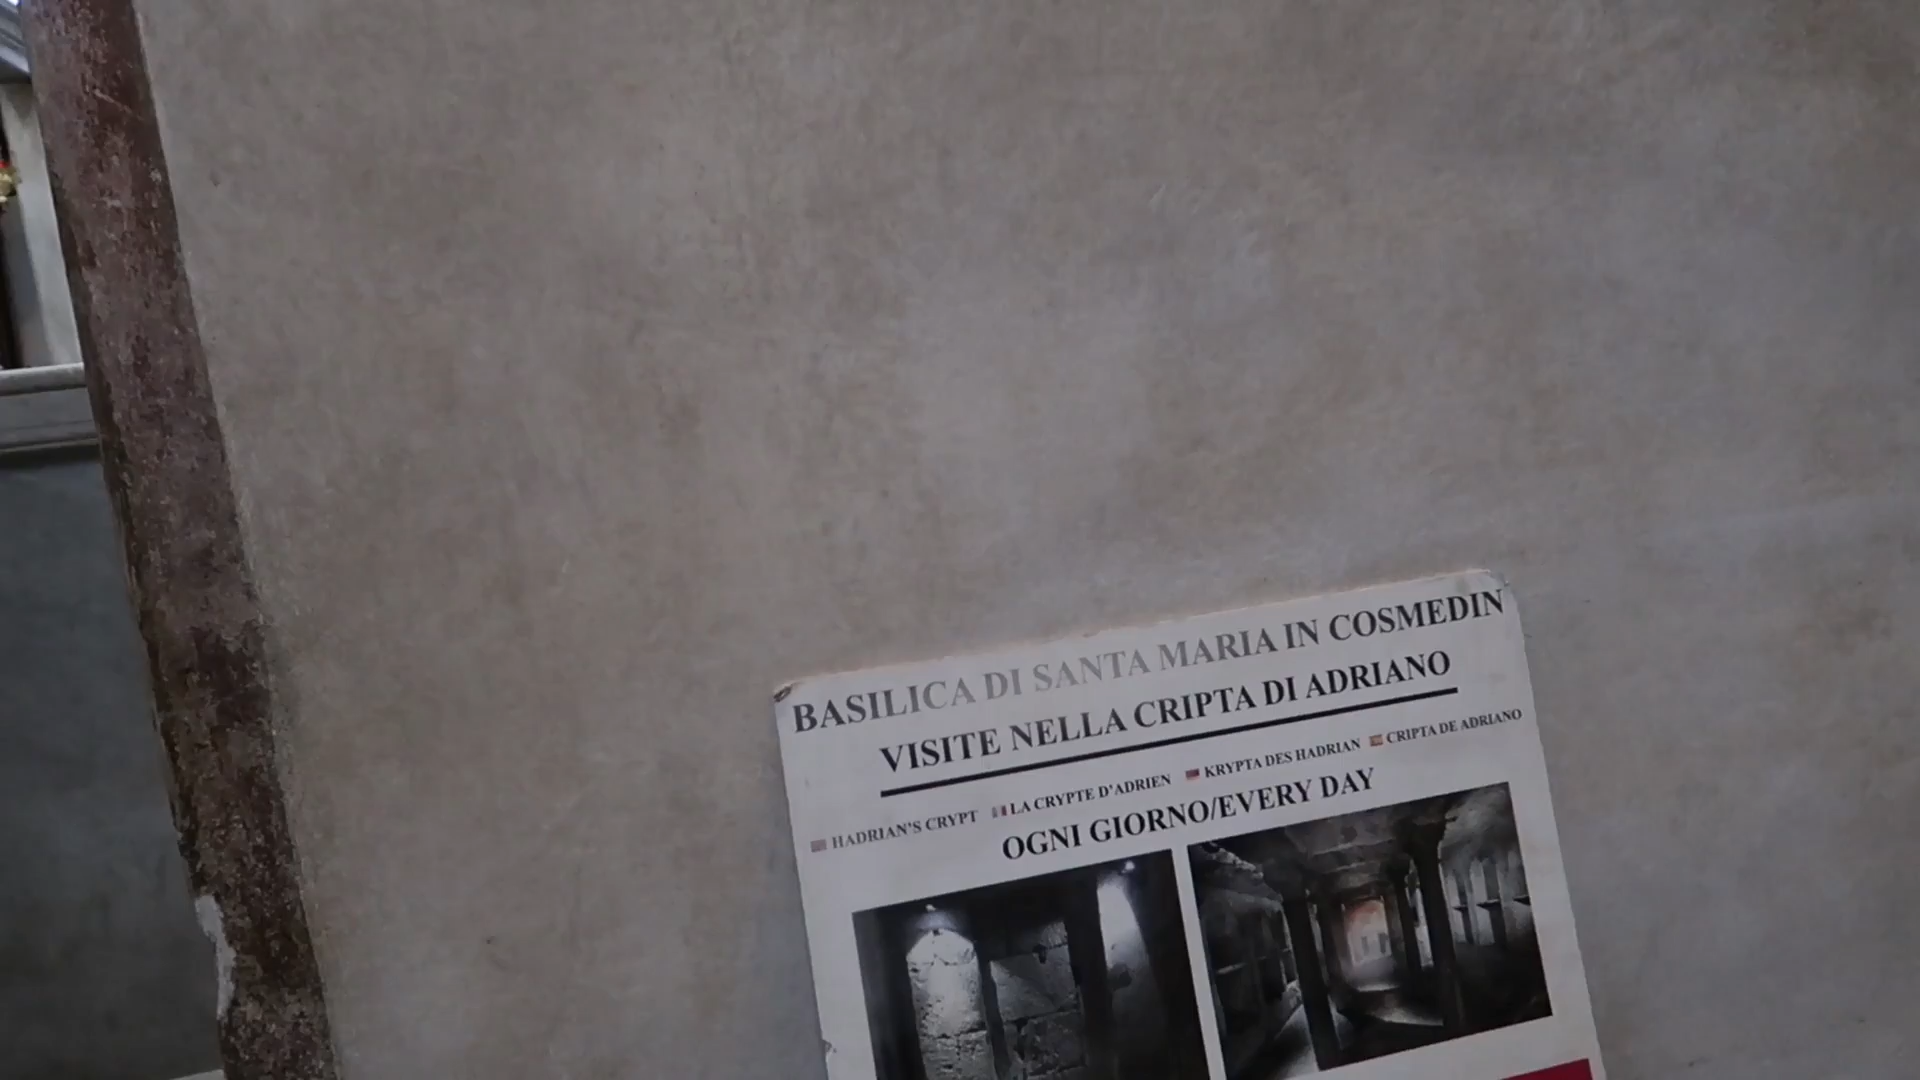 BASILICA DI SANTA MARIA IN COSMEDIN
VISITE NELLA CRIPTA DI ADRIANO
HADRIAN'S CRYPT LA CRYPTE D'ADRIEN KRYPTA DES HADRIAN CRIPTA DE ADRIANO
OGNI GIORNO/EVERY DAY